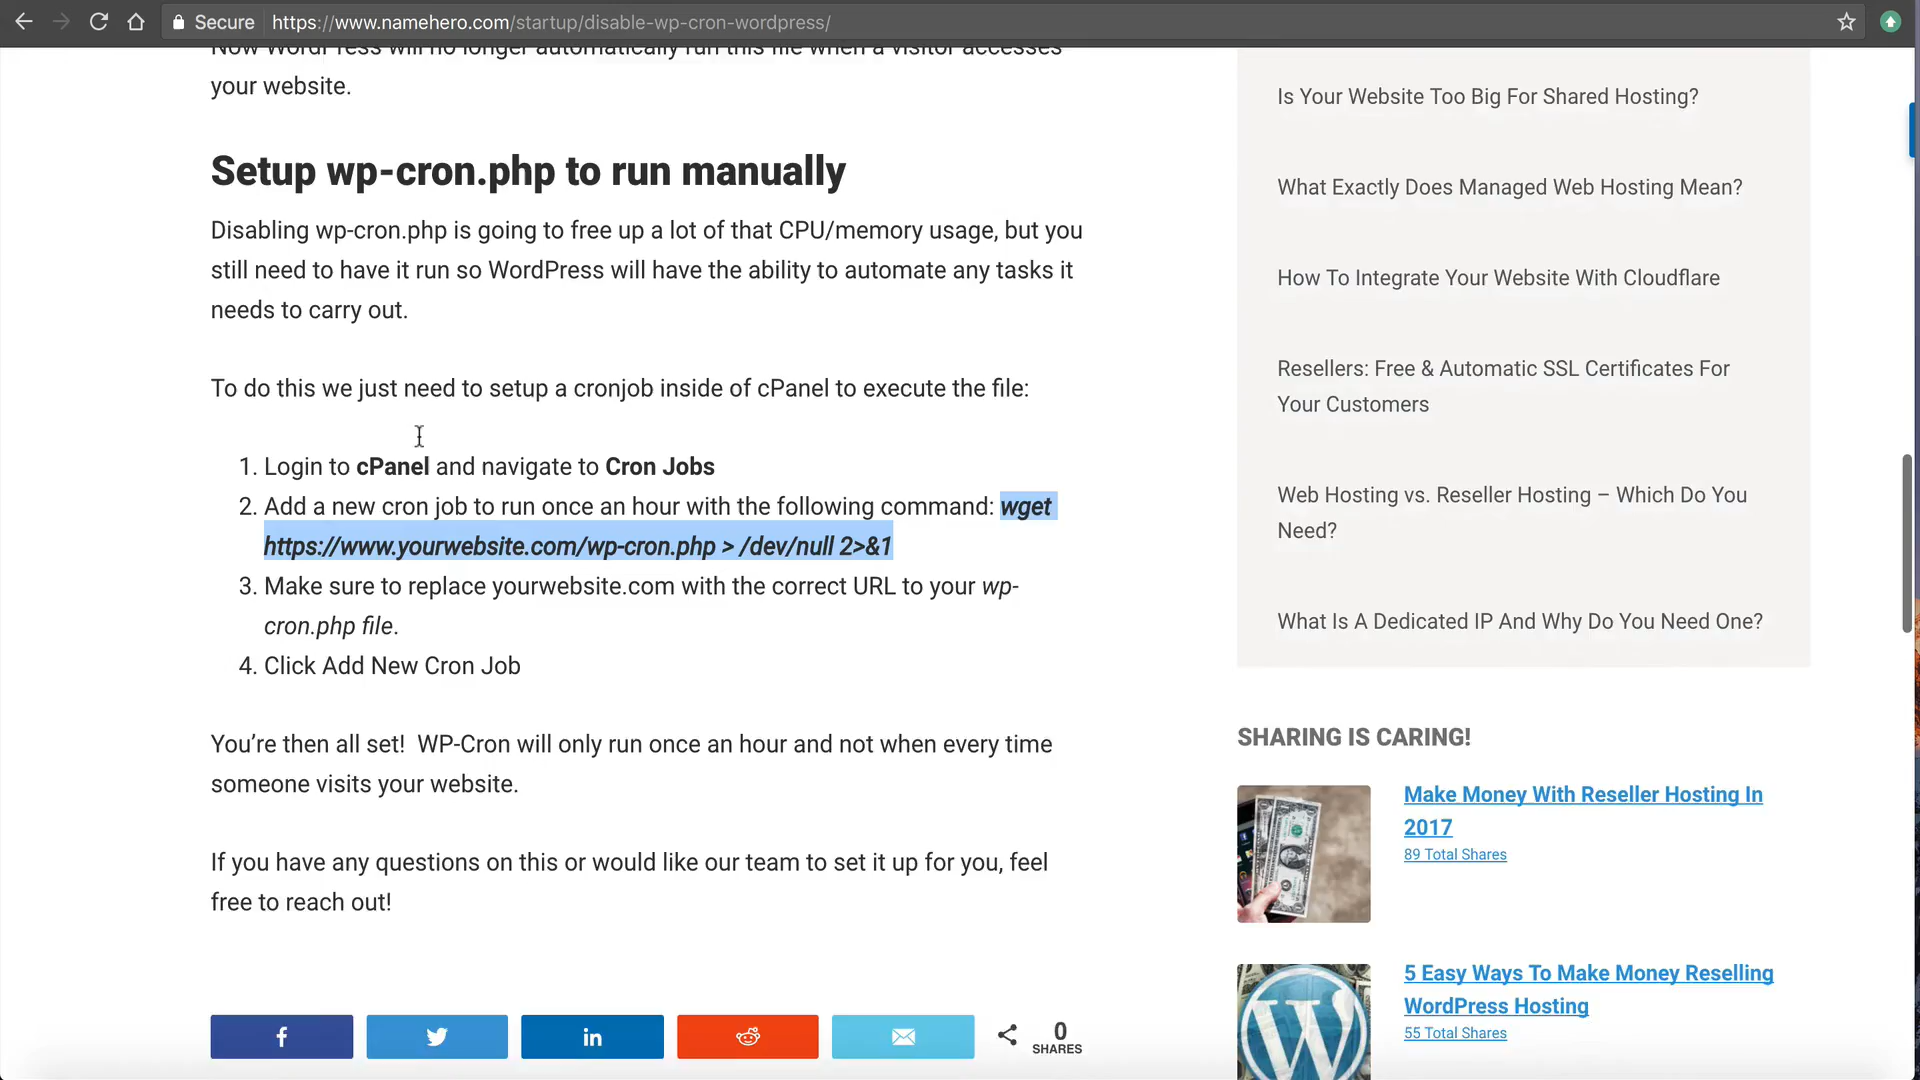 Secure
https://www.namehero.com/startup/disable-wp-cron-wordpress/
Now WordPress will no longer automatically run this file when a visitor accesses
your website.
Setup wp-cron.php to run manually
Disabling wp-cron.php is going to free up a lot of that CPU/memory usage, but you
still need to have it run so WordPress will have the ability to automate any tasks it
needs to carry out.
To do this we just need to setup a cronjob inside of cPanel to execute the file:
1. Login to cPanel and navigate to Cron Jobs
2. Add a new cron job to run once an hour with the following command: wget
https://www.yourwebsite.com/wp-cron.php > /dev/null 2>&1
3. Make sure to replace yourwebsite.com with the correct URL to your wp-
cron.php file.
4. Click Add New Cron Job
You’re then all set!  WP-Cron will only run once an hour and not when every time
someone visits your website.
If you have any questions on this or would like our team to set it up for you, feel
free to reach out!
0
SHARES
Is Your Website Too Big For Shared Hosting?
What Exactly Does Managed Web Hosting Mean?
How To Integrate Your Website With Cloudflare
Resellers: Free & Automatic SSL Certificates For
Your Customers
Web Hosting vs. Reseller Hosting – Which Do You
Need?
What Is A Dedicated IP And Why Do You Need One?
SHARING IS CARING!
Make Money With Reseller Hosting In
2017
89 Total Shares
5 Easy Ways To Make Money Reselling
WordPress Hosting
55 Total Shares